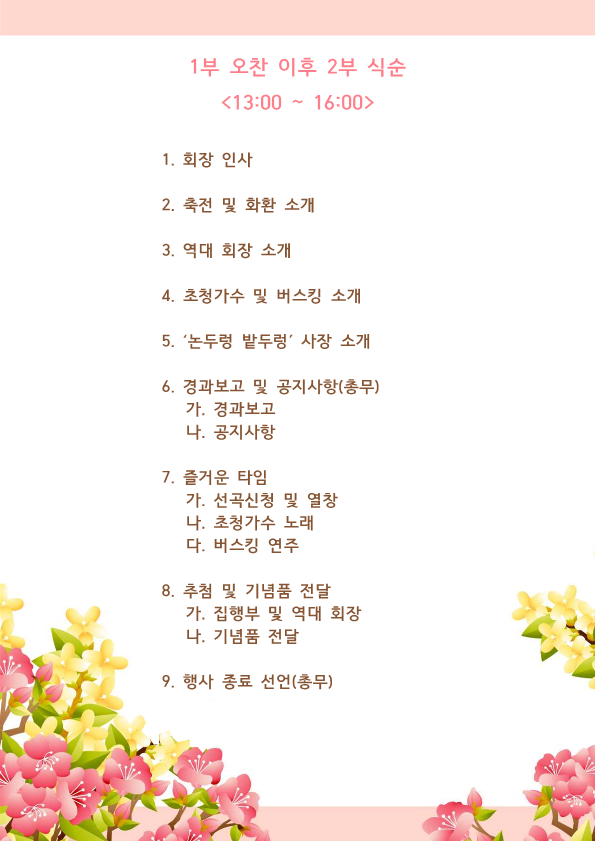 1부 오찬 이후 2부 식순
<13:00 ~ 16:00>
1. 회장 인사
2. 축전 및 화환 소개
3. 역대 회장 소개
4. 초청가수 및 버스킹 소개
5. ‘논두렁 밭두렁’ 사장 소개
6. 경과보고 및 공지사항(총무)
가. 경과보고
나. 공지사항
7. 즐거운 타임
가. 선곡신청 및 열창
나. 초청가수 노래
다. 버스킹 연주
8. 추첨 및 기념품 전달
가. 집행부 및 역대 회장
나. 기념품 전달
9. 행사 종료 선언(총무)